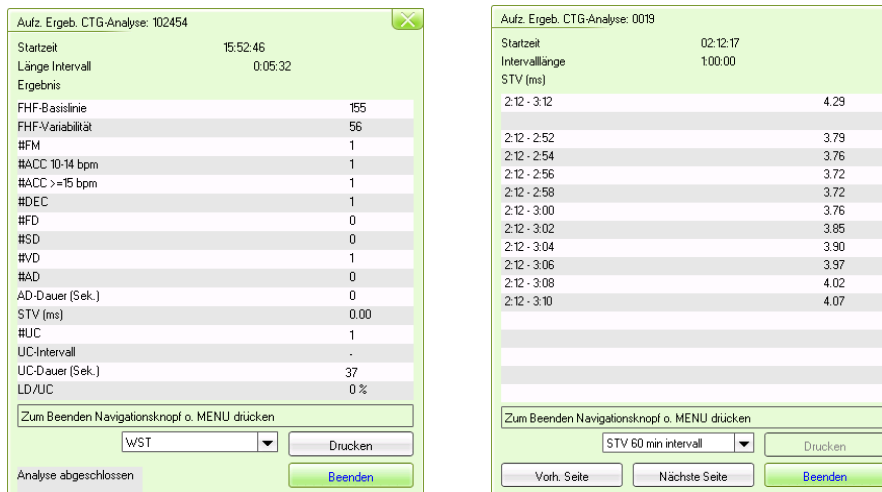 Aufz. Ergeb. CTG-Analyse: 102454
Startzeit 15:52:46
Länge Intervall 0:05:32
Ergebnis
FHF-Basislinie 155
FHF-Variabilität 56
#FM 1
#ACC 10-14 bpm 1
#ACC >=15 bpm 1
#DEC 1
#FD 0
#SD 0
#VD 1
#AD 0
AD-Dauer (Sek.) 0
STV (ms) 0.00
#UC 1
UC-Intervall .
UC-Dauer (Sek.) 37
LD/UC 0 %
Zum Beenden Navigationsknopf o. MENU drücken
WST Drucken
Analyse abgeschlossen Beenden
Aufz. Ergeb. CTG-Analyse: 0019
Startzeit 02:12:17
Intervalllänge 1:00:00
STV (ms)
2:12 - 3:12 4.29
2:12 - 2:52 3.79
2:12 - 2:54 3.76
2:12 - 2:56 3.72
2:12 - 2:58 3.72
2:12 - 3:00 3.76
2:12 - 3:02 3.85
2:12 - 3:04 3.90
2:12 - 3:06 3.97
2:12 - 3:08 4.02
2:12 - 3:10 4.07
Zum Beenden Navigationsknopf o. MENU drücken
STV 60 min intervall Drucken
Vorh. Seite Nächste Seite Beenden